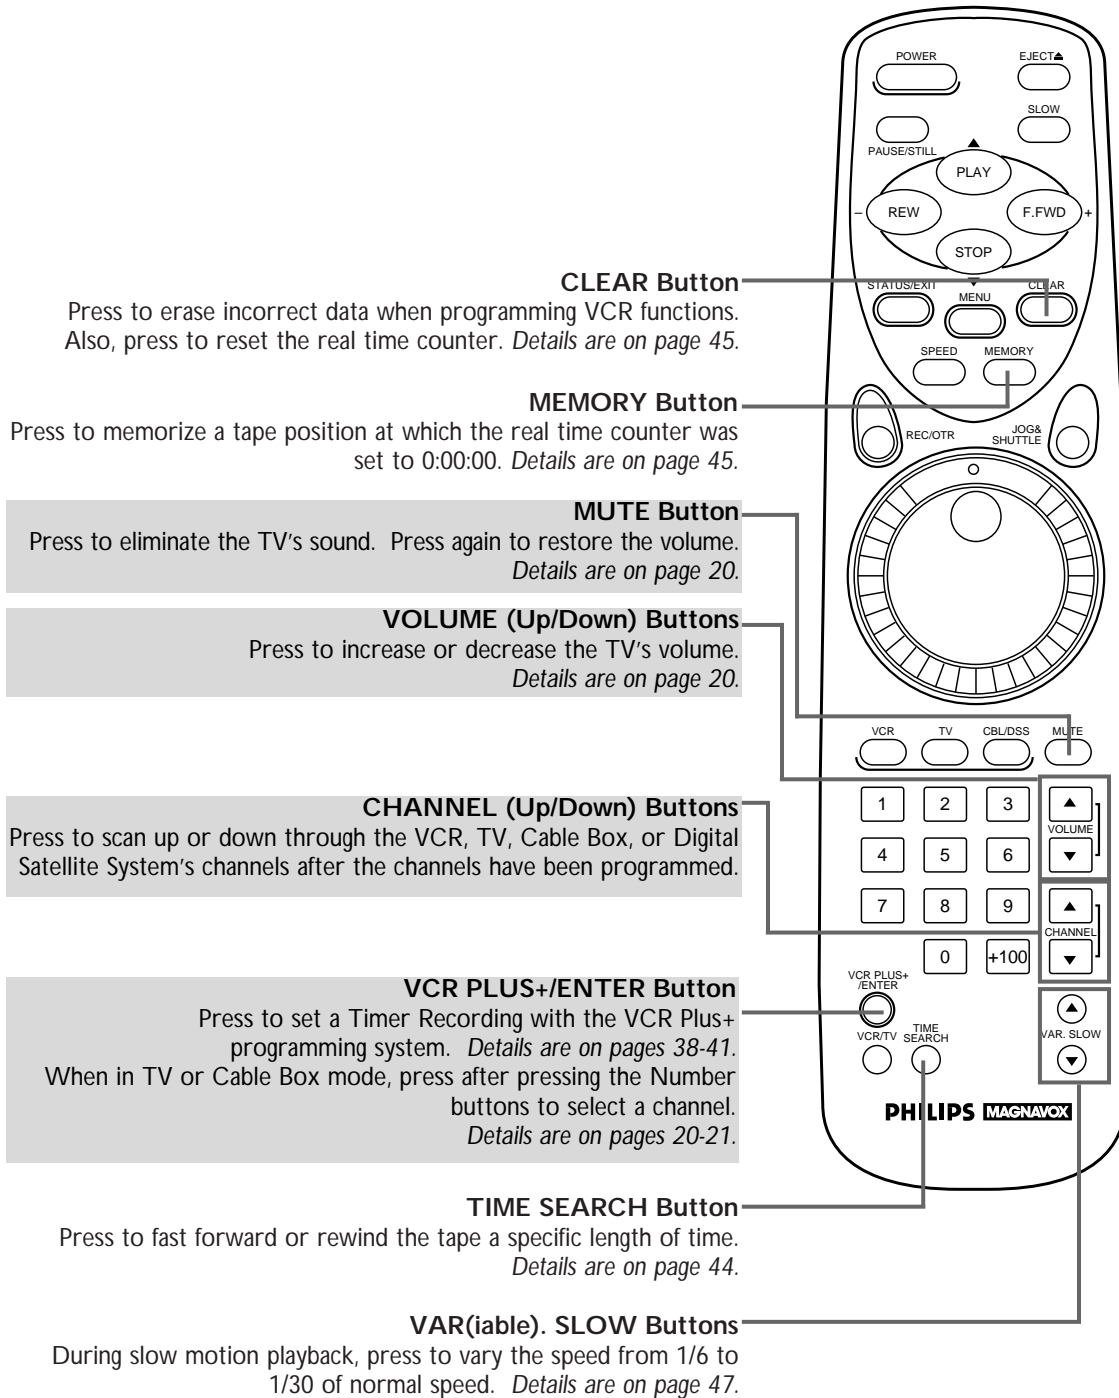 POWER
EJECT⏏
SLOW
PAUSE/STILL
▲
PLAY
– REW
F.FWD +
STOP
▼
STATUS/EXIT
MENU
CLEAR
SPEED
MEMORY
REC/OTR
JOG&
SHUTTLE
VCR
TV
CBL/DSS
MUTE
1 2 3 ▲
VOLUME
4 5 6 ▼
7 8 9 ▲
CHANNEL
0 +100 ▼
VCR PLUS+
/ENTER
▲
VCR/TV
TIME
SEARCH
VAR. SLOW
▼
PHILIPS MAGNAVOX
CLEAR Button
Press to erase incorrect data when programming VCR functions.
Also, press to reset the real time counter. Details are on page 45.
MEMORY Button
Press to memorize a tape position at which the real time counter was
set to 0:00:00. Details are on page 45.
MUTE Button
Press to eliminate the TV's sound. Press again to restore the volume.
Details are on page 20.
VOLUME (Up/Down) Buttons
Press to increase or decrease the TV's volume.
Details are on page 20.
CHANNEL (Up/Down) Buttons
Press to scan up or down through the VCR, TV, Cable Box, or Digital
Satellite System's channels after the channels have been programmed.
VCR PLUS+/ENTER Button
Press to set a Timer Recording with the VCR Plus+
programming system. Details are on pages 38-41.
When in TV or Cable Box mode, press after pressing the Number
buttons to select a channel.
Details are on pages 20-21.
TIME SEARCH Button
Press to fast forward or rewind the tape a specific length of time.
Details are on page 44.
VAR(iable). SLOW Buttons
During slow motion playback, press to vary the speed from 1/6 to
1/30 of normal speed. Details are on page 47.